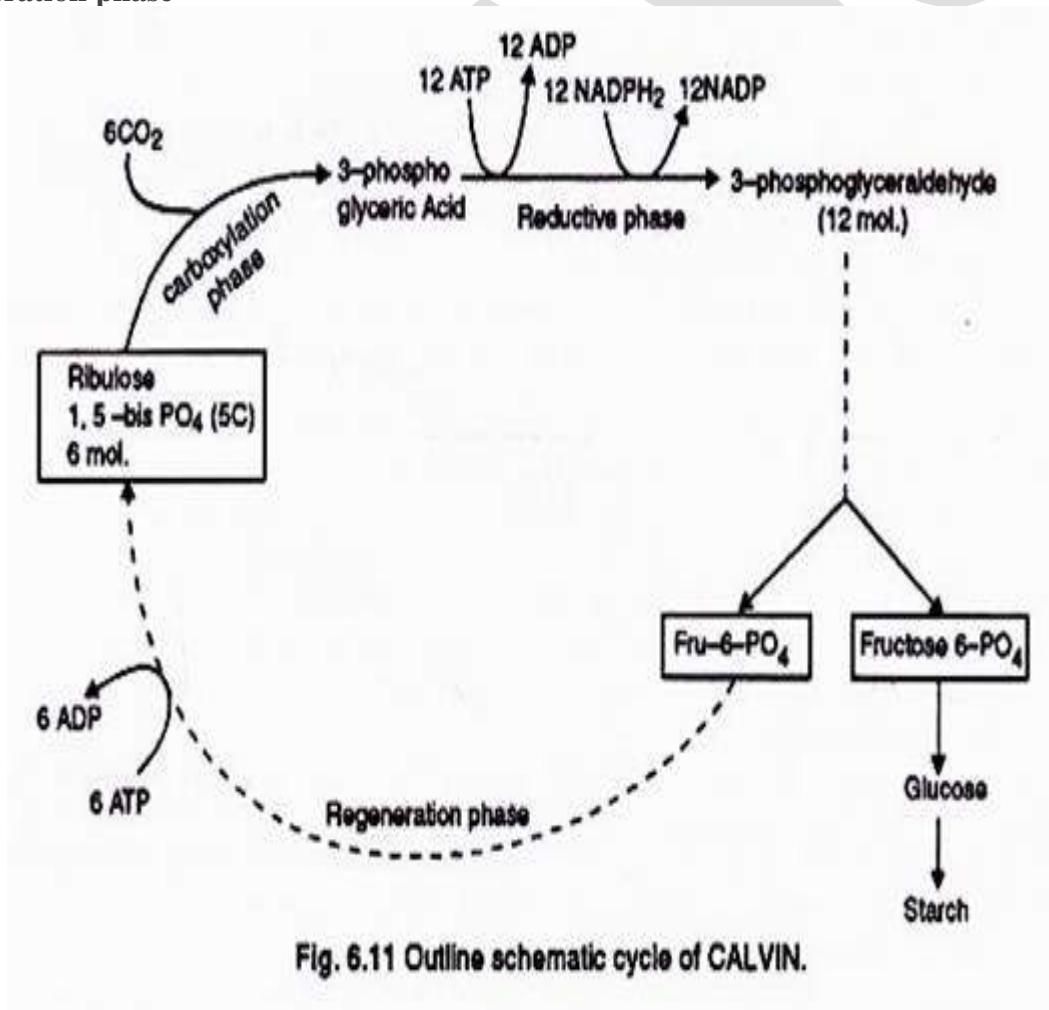 eration phase
12 ADP
12 ATP
12 NADPH₂
12NADP
6CO₂
3–phospho
glyceric Acid
3–phosphoglyceraldehyde
(12 mol.)
Reductive phase
carboxylation
phase
Ribulose
1, 5 –bis PO₄ (5C)
6 mol.
Fru–6–PO₄
Fructose 6–PO₄
6 ADP
6 ATP
Regeneration phase
Glucose
Starch
Fig. 6.11 Outline schematic cycle of CALVIN.